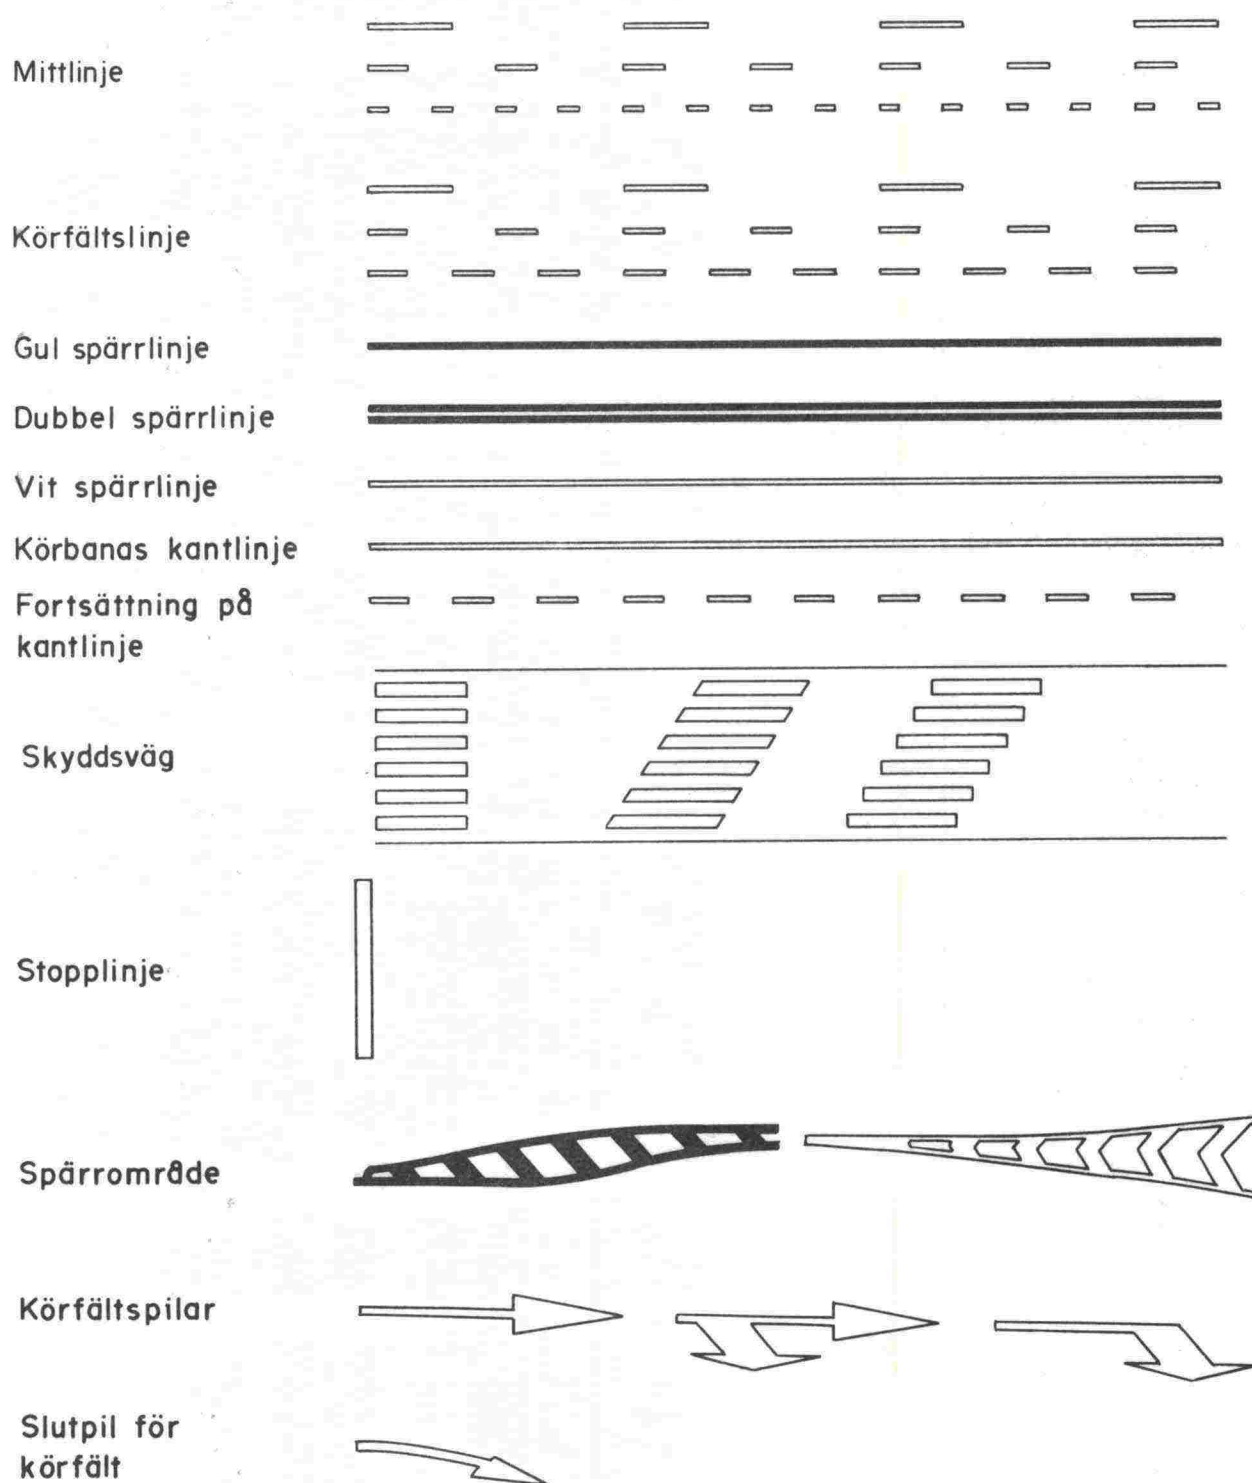 Mittlinje
Körfältslinje
Gul spärrlinje
Dubbel spärrlinje
Vit spärrlinje
Körbanas kantlinje
Fortsättning på
kantlinje
Skyddsväg
Stopplinje
Spärrområde
Körfältspilar
Slutpil för
körfält